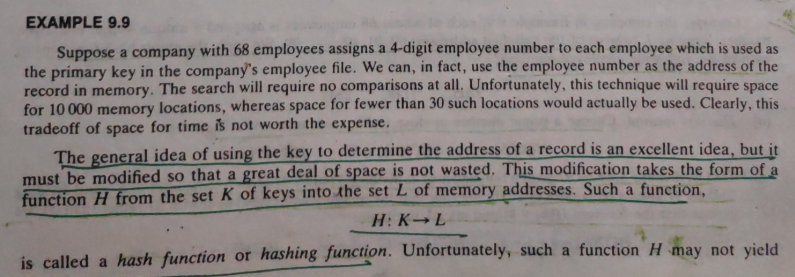 EXAMPLE 9.9
Suppose a company with 68 employees assigns a 4-digit employee number to each employee which is used as
the primary key in the company's employee file. We can, in fact, use the employee number as the address of the
record in memory. The search will require no comparisons at all. Unfortunately, this technique will require space
for 10 000 memory locations, whereas space for fewer than 30 such locations would actually be used. Clearly, this
tradeoff of space for time is not worth the expense.
The general idea of using the key to determine the address of a record is an excellent idea, but it
must be modified so that a great deal of space is not wasted. This modification takes the form of a
function H from the set K of keys into the set L of memory addresses. Such a function,
H: K→L
is called a hash function or hashing function. Unfortunately, such a function H may not yield